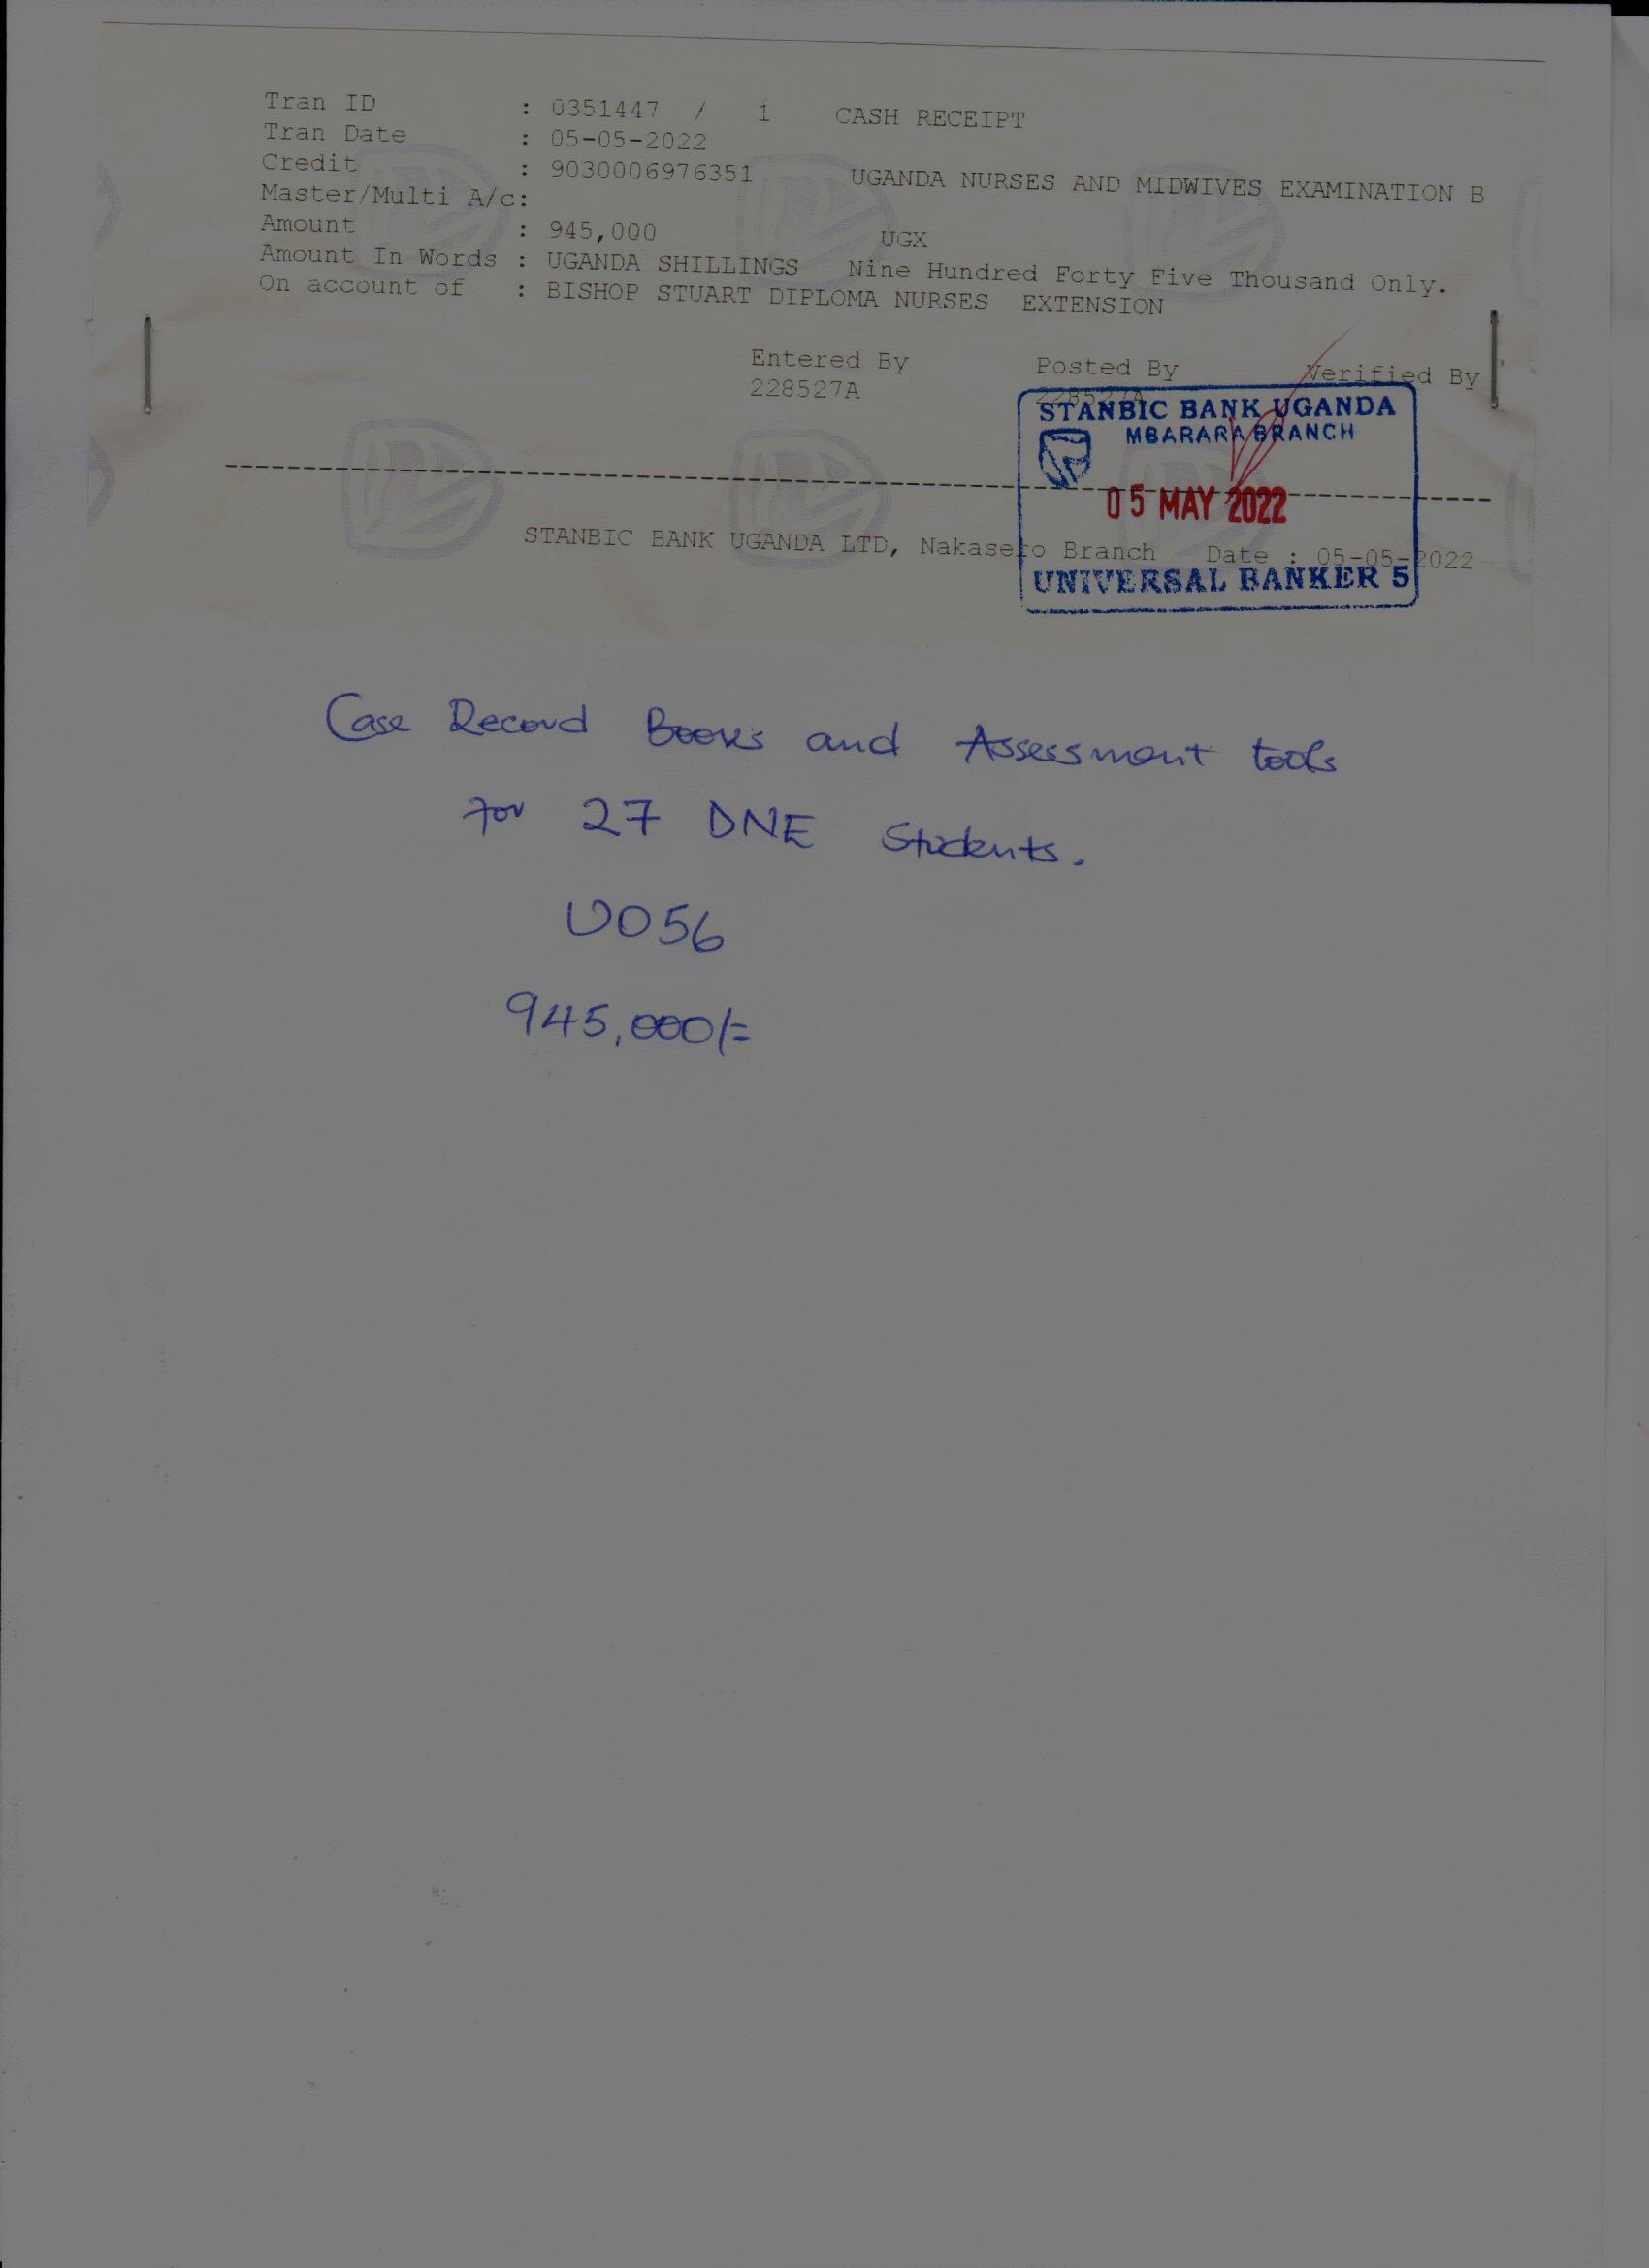 Tran ID : 0351447 / 1 CASH RECEIPT
Tran Date : 05-05-2022
Credit : 9030006976351 UGANDA NURSES AND MIDWIVES EXAMINATION B
Master/Multi A/c:
Amount : 945,000 UGX
Amount In Words : UGANDA SHILLINGS Nine Hundred Forty Five Thousand Only.
On account of : BISHOP STUART DIPLOMA NURSES EXTENSION
Entered By Posted By Verified By
228527A 228527A
STANBIC BANK UGANDA
MBARARA BRANCH
05 MAY 2022
STANBIC BANK UGANDA LTD, Nakasero Branch Date : 05-05-2022
UNIVERSAL BANKER 5
Case Record Books and Assessment tools
for 27 DNE Students.
U056
945,000/=